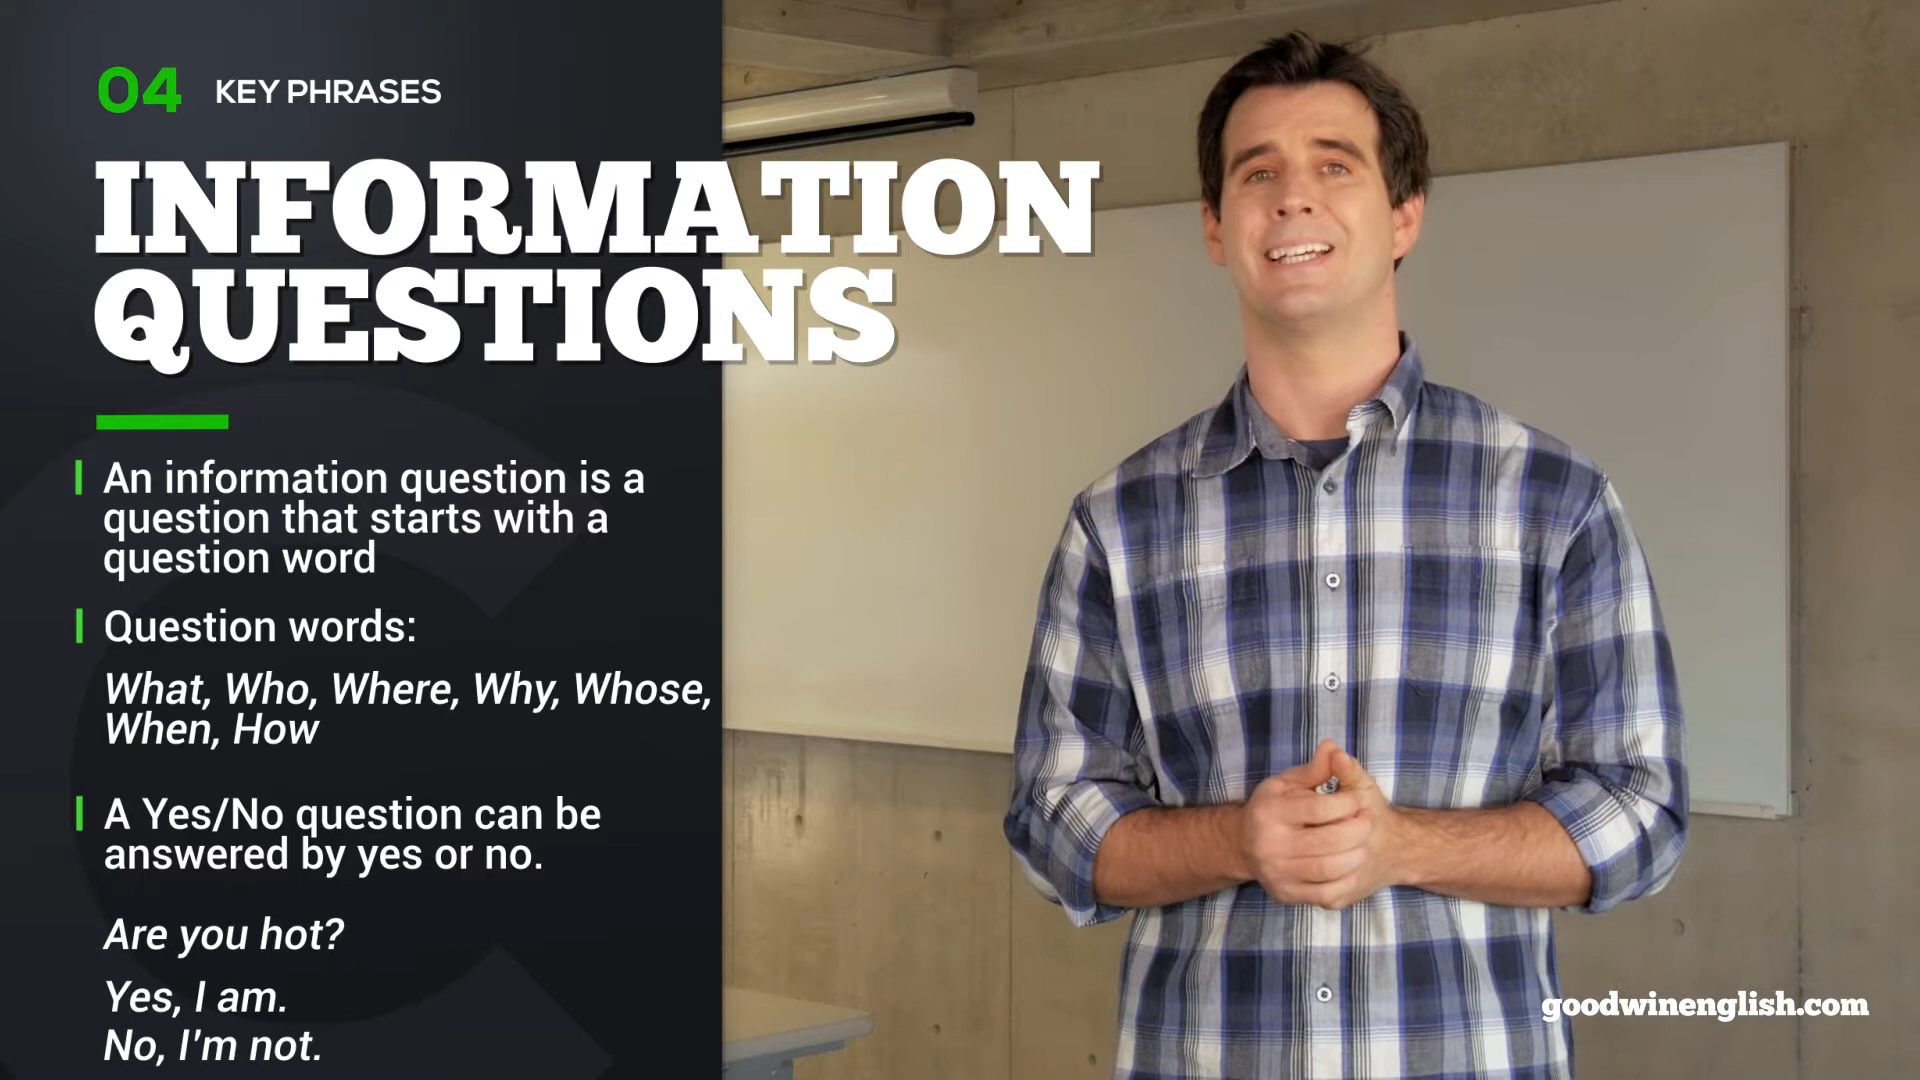 04 KEY PHRASES
INFORMATION
QUESTIONS
An information question is a
question that starts with a
question word
Question words:
What, Who, Where, Why, Whose,
When, How
A Yes/No question can be
answered by yes or no.
Are you hot?
Yes, I am.
No, I'm not.
goodwinenglish.com